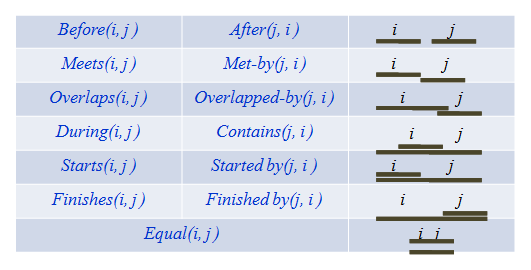 Before(i, j) After(j, i) i j
Meets(i, j) Met-by(j, i) i j
Overlaps(i, j) Overlapped-by(j, i) i j
During(i, j) Contains(j, i) i j
Starts(i, j) Started by(j, i) i j
Finishes(i, j) Finished by(j, i) i j
Equal(i, j) i j